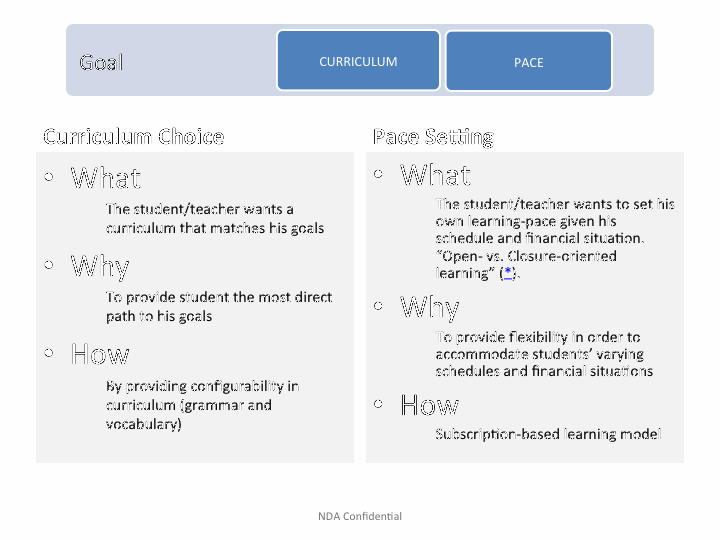 Goal
CURRICULUM
PACE
Curriculum Choice
• What
The student/teacher wants a
curriculum that matches his goals
• Why
To provide student the most direct
path to his goals
• How
By providing configurability in
curriculum (grammar and
vocabulary)
Pace Setting
• What
The student/teacher wants to set his
own learning-pace given his
schedule and financial situation.
“Open- vs. Closure-oriented
learning” (*).
• Why
To provide flexibility in order to
accommodate students’ varying
schedules and financial situations
• How
Subscription-based learning model
NDA Confidential